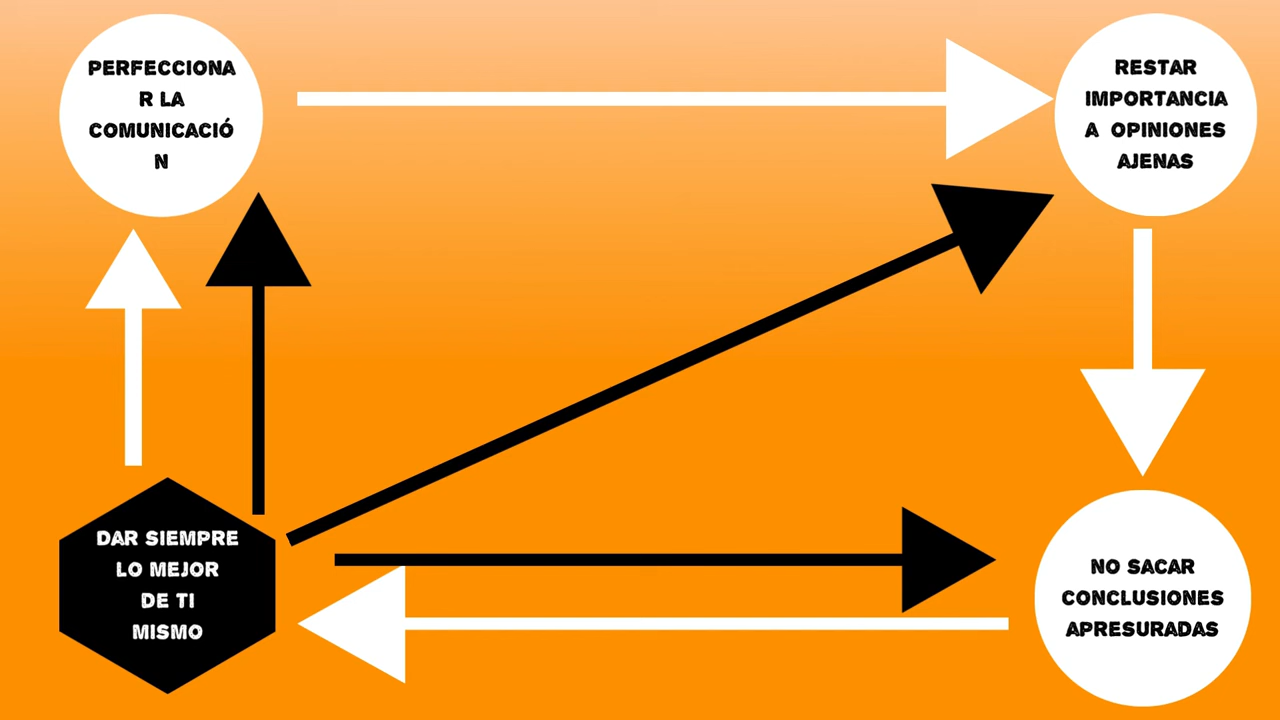 PERFECCIONA
R LA
COMUNICACIÓ
N
RESTAR
IMPORTANCIA
A OPINIONES
AJENAS
DAR SIEMPRE
LO MEJOR
DE TI
MISMO
NO SACAR
CONCLUSIONES
APRESURADAS